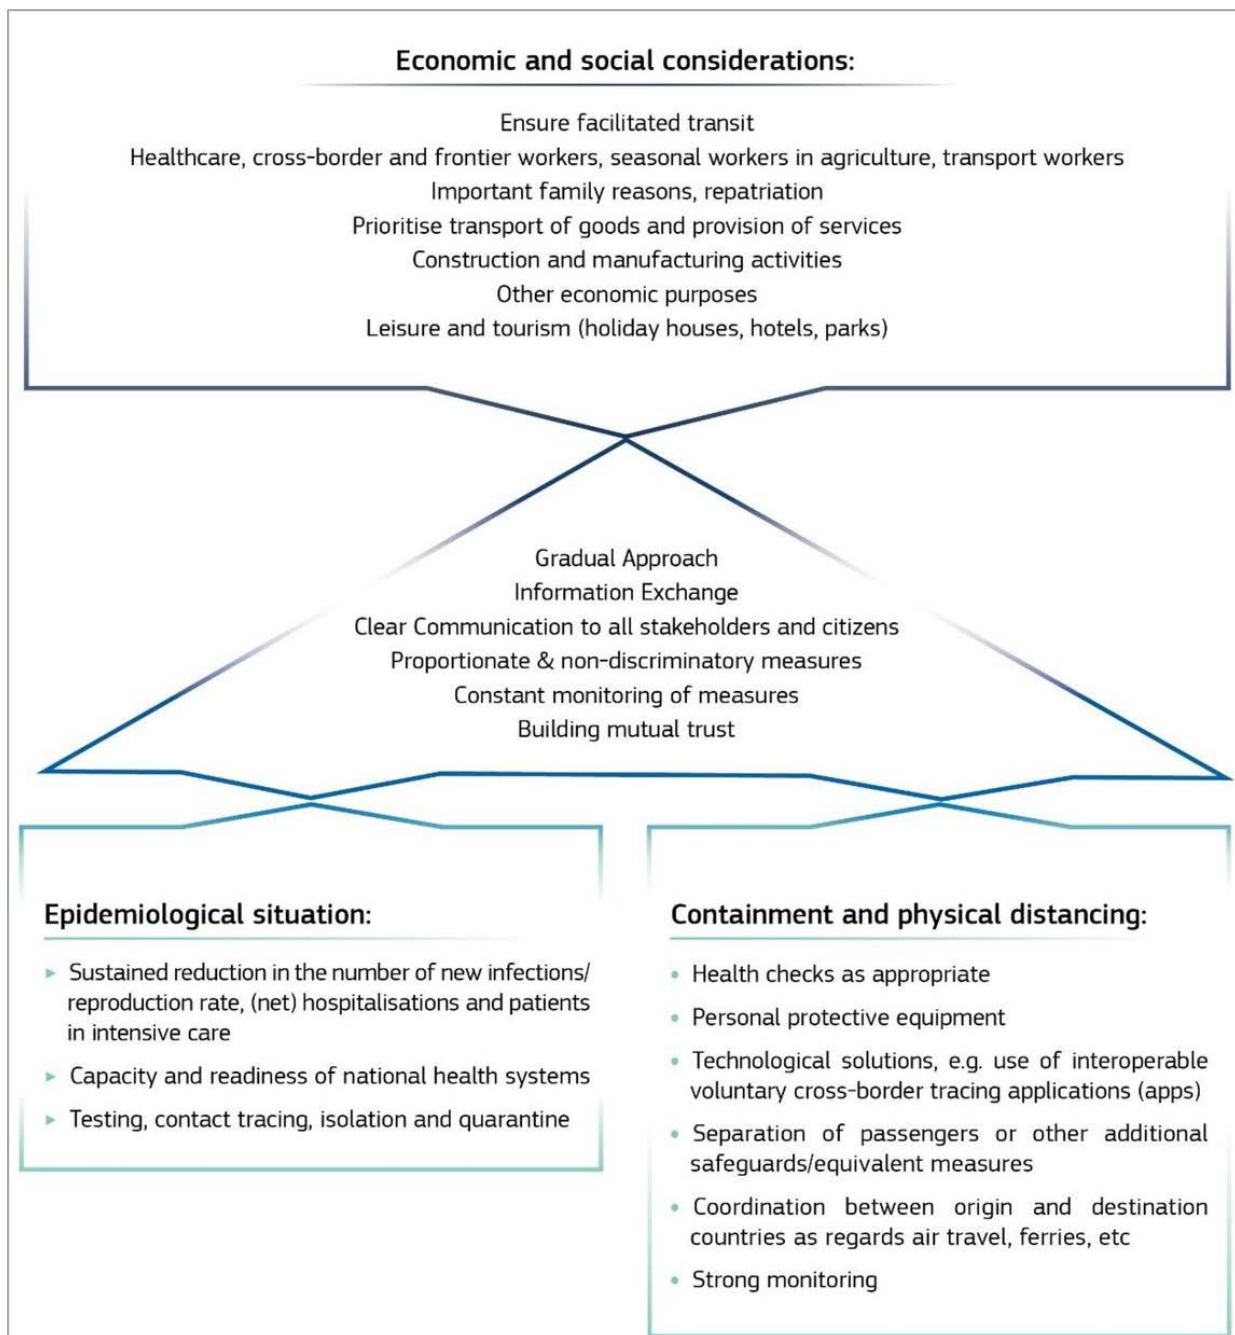 Economic and social considerations:
Ensure facilitated transit
Healthcare, cross-border and frontier workers, seasonal workers in agriculture, transport workers
Important family reasons, repatriation
Prioritise transport of goods and provision of services
Construction and manufacturing activities
Other economic purposes
Leisure and tourism (holiday houses, hotels, parks)
Gradual Approach
Information Exchange
Clear Communication to all stakeholders and citizens
Proportionate & non-discriminatory measures
Constant monitoring of measures
Building mutual trust
Epidemiological situation:
Sustained reduction in the number of new infections/
reproduction rate, (net) hospitalisations and patients
in intensive care
Capacity and readiness of national health systems
Testing, contact tracing, isolation and quarantine
Containment and physical distancing:
Health checks as appropriate
Personal protective equipment
Technological solutions, e.g. use of interoperable
voluntary cross-border tracing applications (apps)
Separation of passengers or other additional
safeguards/equivalent measures
Coordination between origin and destination
countries as regards air travel, ferries, etc
Strong monitoring